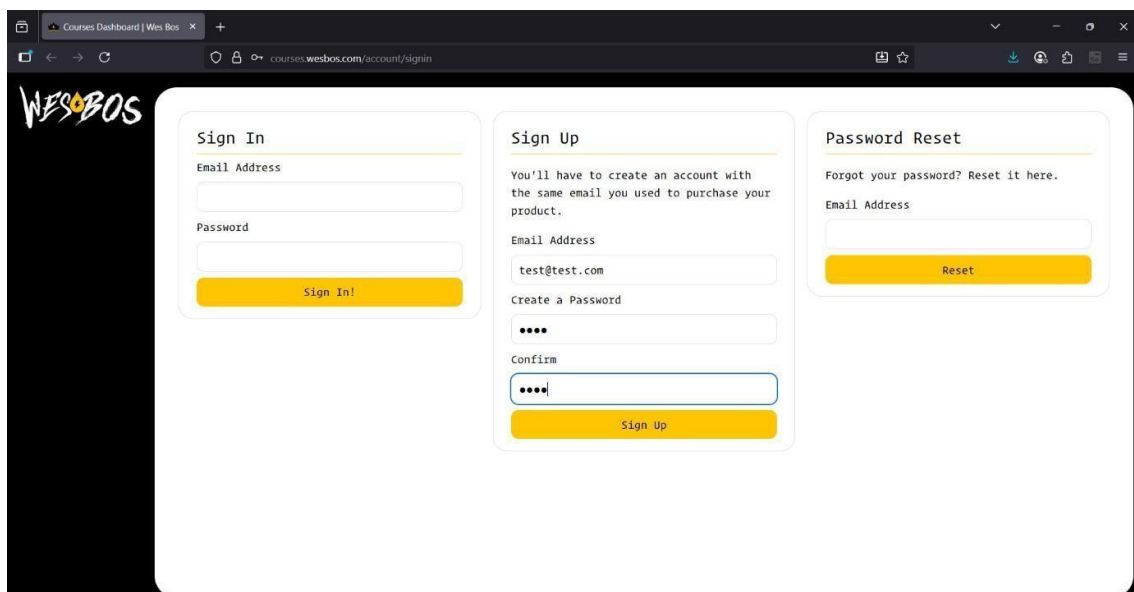 Courses Dashboard | Wes Bos
courses.wesbos.com/account/signin
WES BOS
Sign In
Email Address
Password
Sign In!
Sign Up
You'll have to create an account with
the same email you used to purchase your
product.
Email Address
test@test.com
Create a Password
••••
Confirm
••••
Sign Up
Password Reset
Forgot your password? Reset it here.
Email Address
Reset